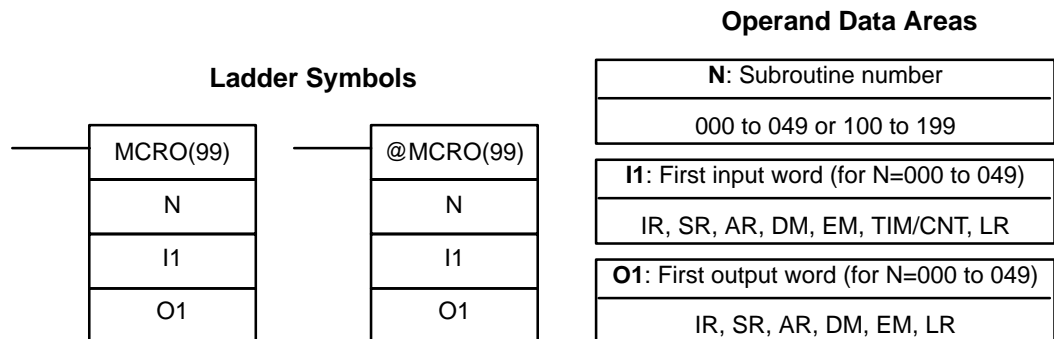 Ladder Symbols
MCRO(99)
N
I1
O1
@MCRO(99)
N
I1
O1
Operand Data Areas
N: Subroutine number
000 to 049 or 100 to 199
I1: First input word (for N=000 to 049)
IR, SR, AR, DM, EM, TIM/CNT, LR
O1: First output word (for N=000 to 049)
IR, SR, AR, DM, EM, LR